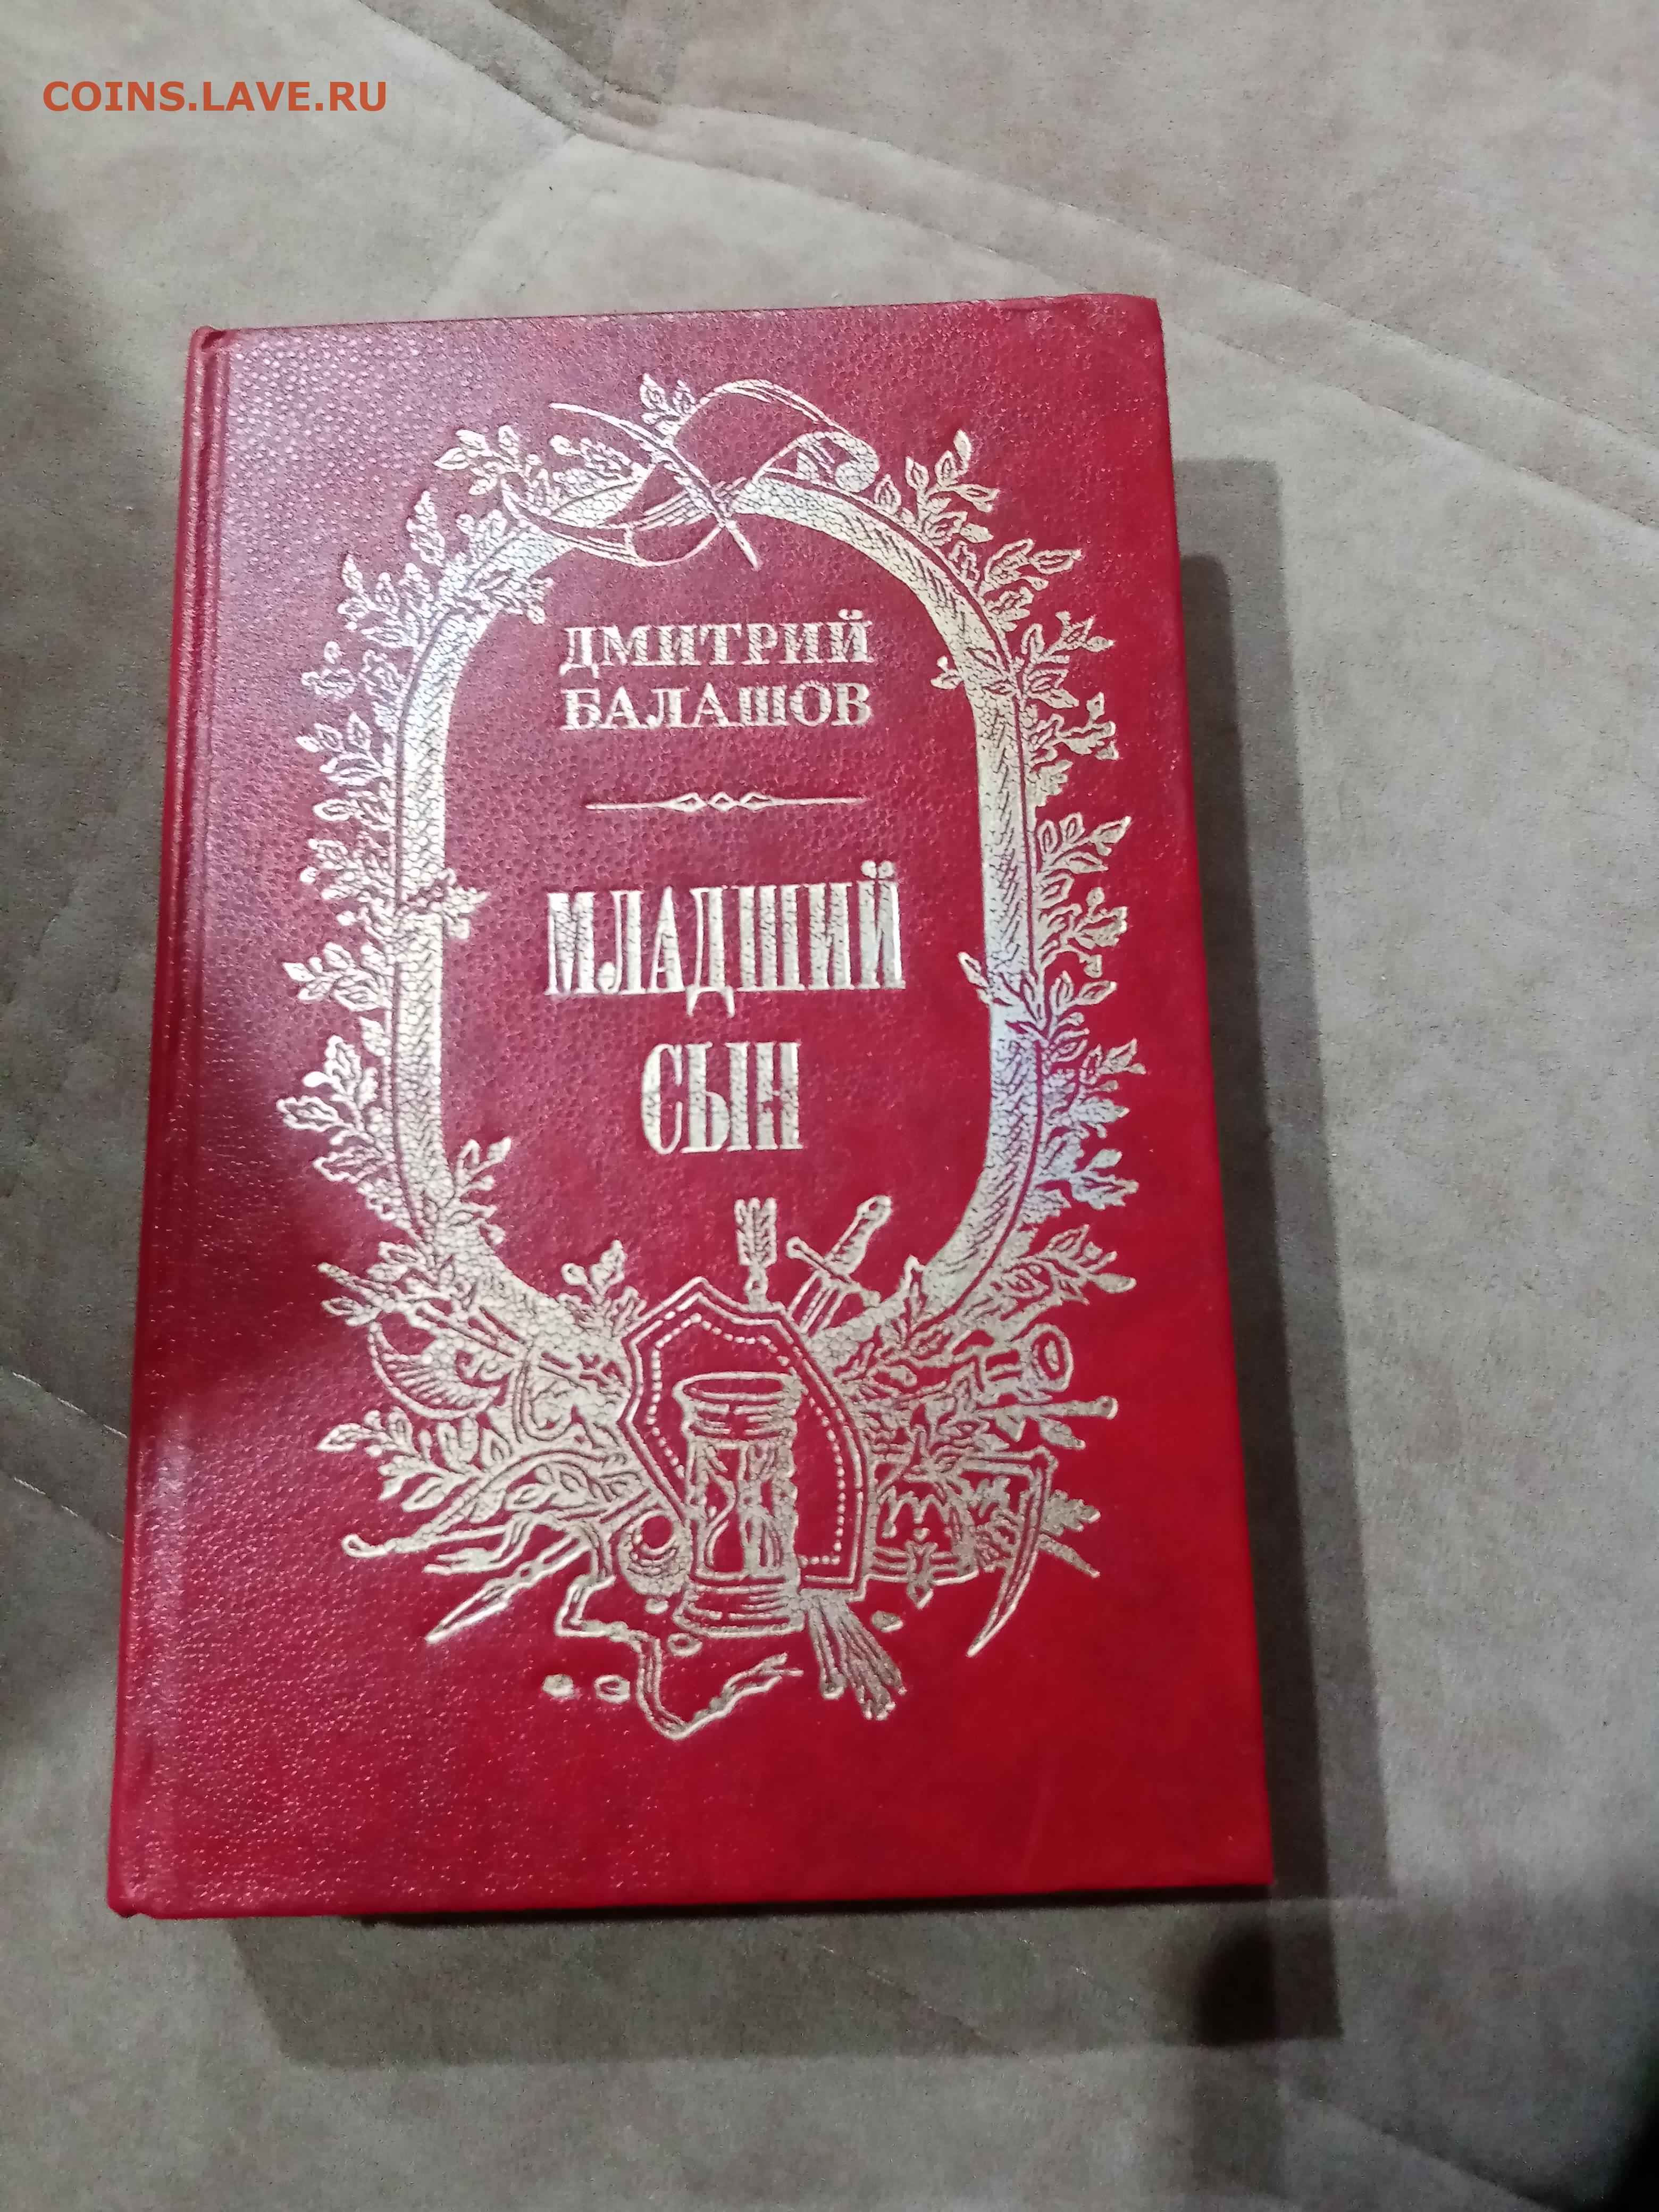 COINS.LAVE.RU
ДМИТРИЙ
БАЛАШОВ
МЛАДШИЙ
СЫН